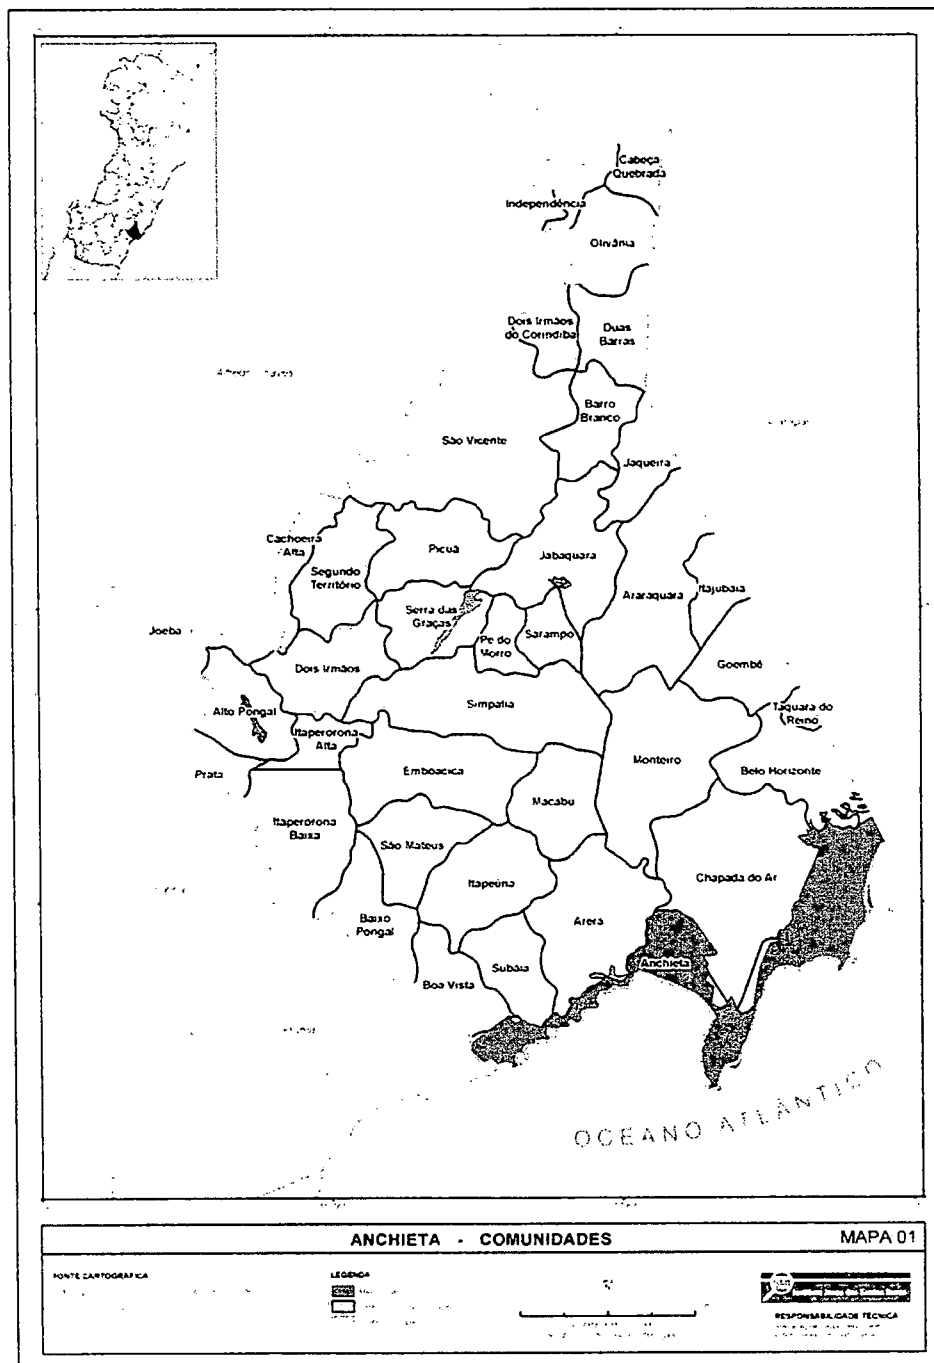 Cabeça
Quebrada
Independência
Olivânia
Dois Irmãos
do Corindiba
Duas
Barras
Barro
Branco
São Vicente
Jaqueira
Cachoeira
Alta
Picuã
Jabaquara
Segundo
Território
Serra das
Graças
Araraquara
Itajubaia
Joeba
Pe do
Morro
Sarampo
Dois Irmãos
Goembê
Alto Pongal
Simpatia
Taquara do
Reino
Itaperorona
Alta
Monteiro
Prata
Emboacica
Belo Horizonte
Macabu
Itaperorona
Baixa
São Mateus
Chapada do Ar
Itapeúna
Baixo
Pongal
Arera
Anchieta
Subaia
Boa Vista
OCEANO ATLÂNTICO
ANCHIETA - COMUNIDADES
MAPA 01
FONTE CARTOGRÁFICA
LEGENDA
RESPONSABILIDADE TÉCNICA